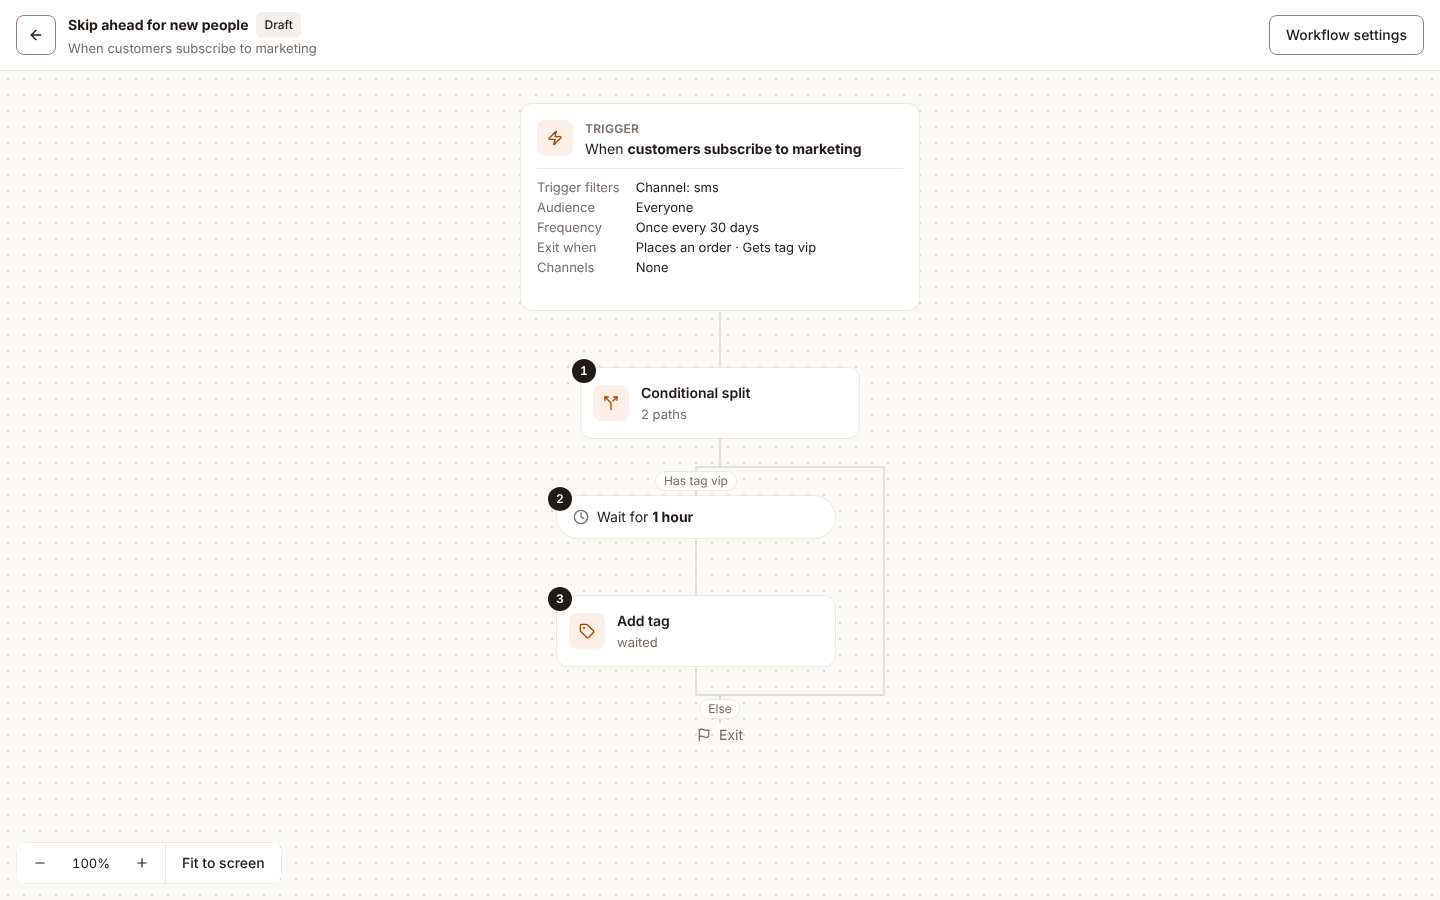 Skip ahead for new people
Draft
When customers subscribe to marketing
Workflow settings
TRIGGER
When customers subscribe to marketing
Trigger filters Channel: sms
Audience Everyone
Frequency Once every 30 days
Exit when Places an order · Gets tag vip
Channels None
1
Conditional split
2 paths
Has tag vip
2
Wait for 1 hour
3
Add tag
waited
Else
Exit
100%
Fit to screen